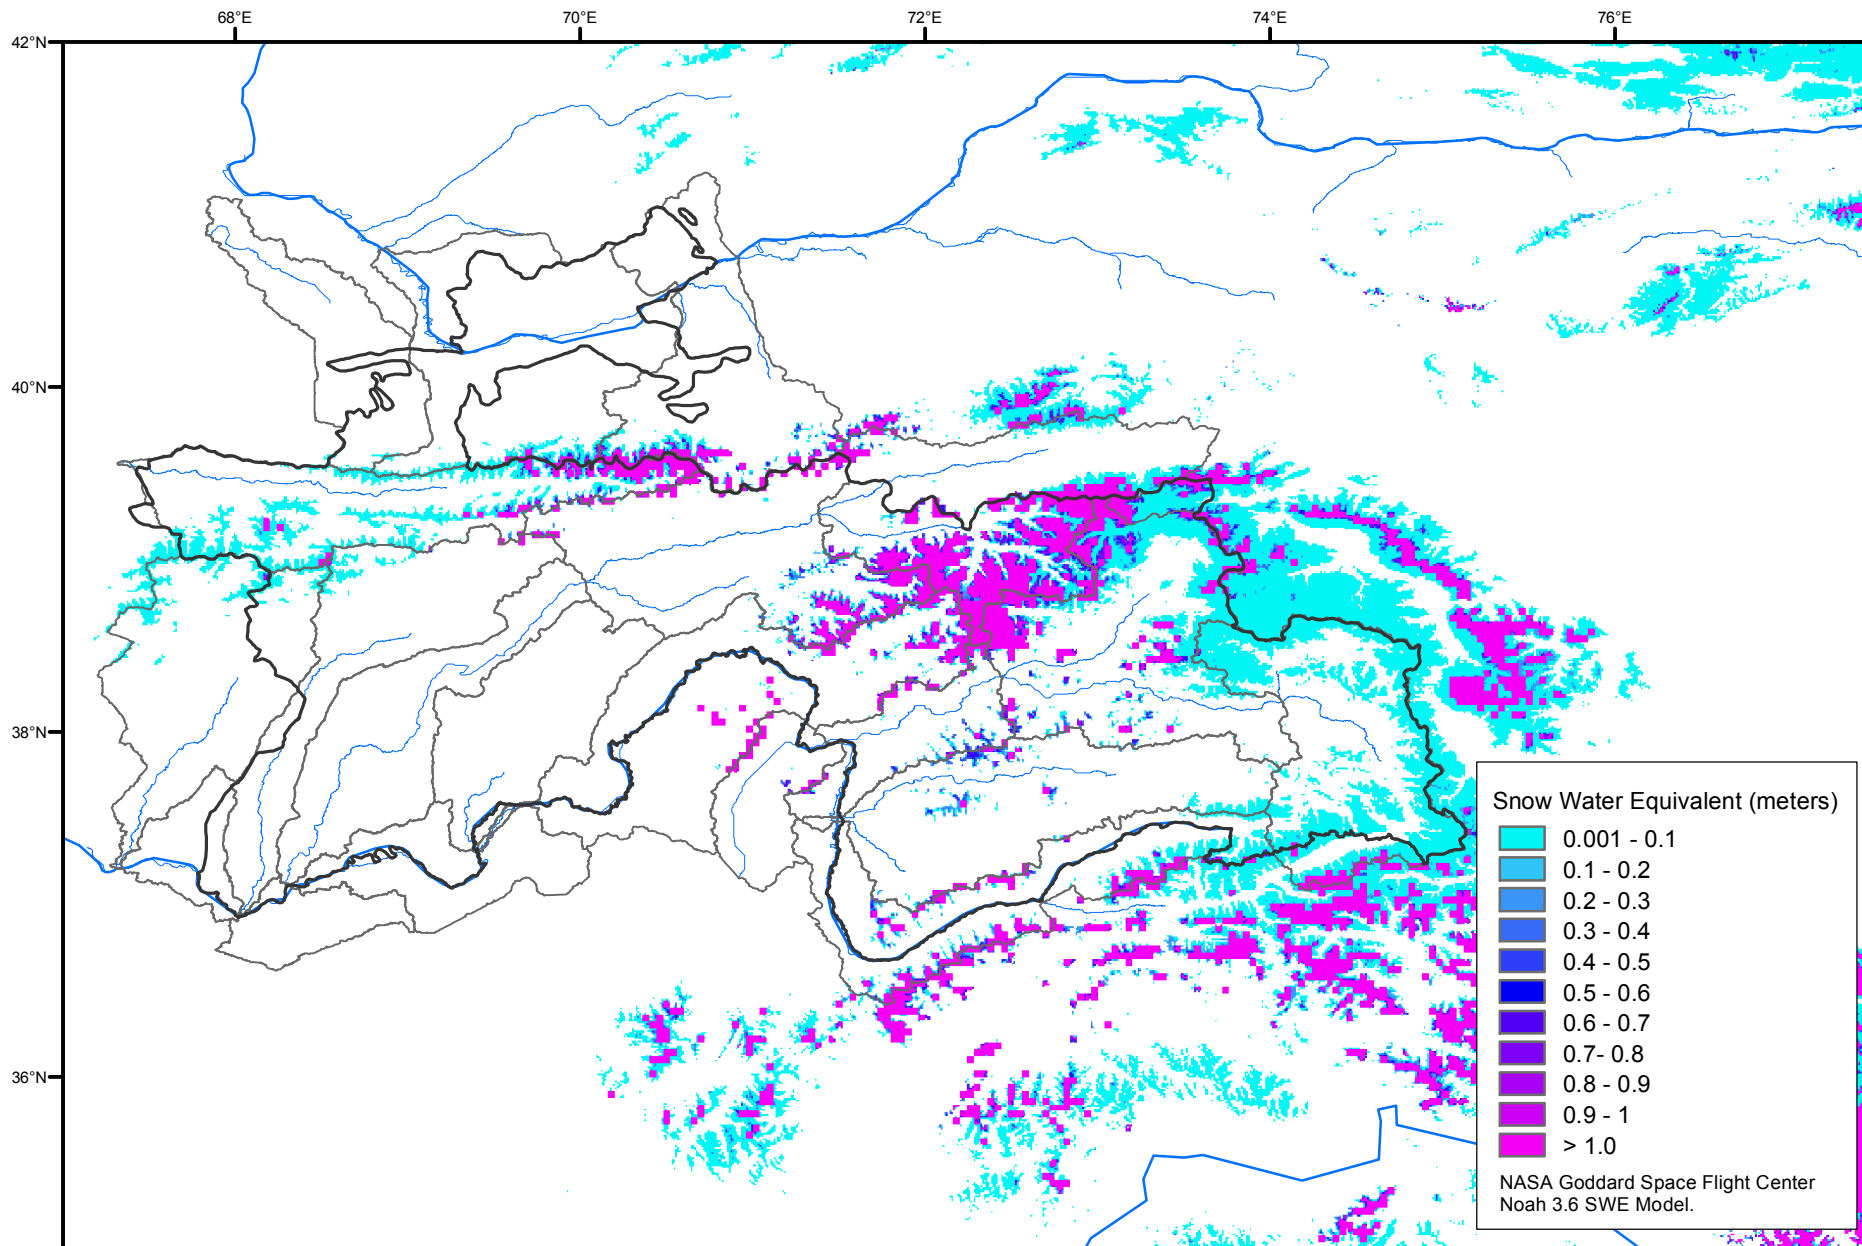 68°E 70°E 72°E 74°E 76°E
42°N
40°N
38°N
36°N
Snow Water Equivalent (meters)
0.001 - 0.1
0.1 - 0.2
0.2 - 0.3
0.3 - 0.4
0.4 - 0.5
0.5 - 0.6
0.6 - 0.7
0.7- 0.8
0.8 - 0.9
0.9 - 1
> 1.0
NASA Goddard Space Flight Center
Noah 3.6 SWE Model.